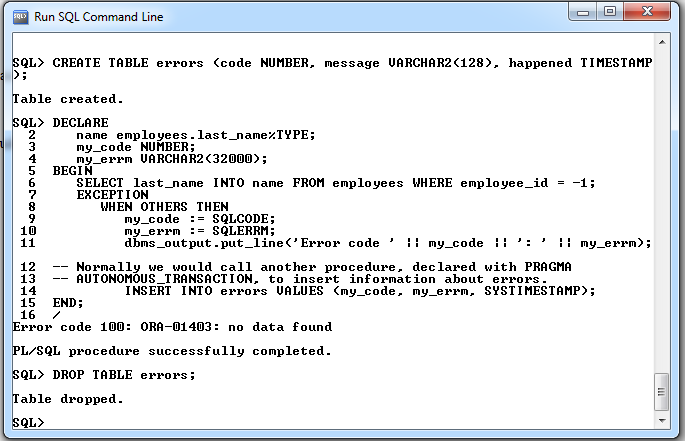 Run SQL Command Line
SQL> CREATE TABLE errors (code NUMBER, message VARCHAR2(128), happened TIMESTAMP
);
Table created.
SQL> DECLARE
2 name employees.last_name%TYPE;
3 my_code NUMBER;
4 my_errm VARCHAR2(32000);
5 BEGIN
6 SELECT last_name INTO name FROM employees WHERE employee_id = -1;
7 EXCEPTION
8 WHEN OTHERS THEN
9 my_code := SQLCODE;
10 my_errm := SQLERRM;
11 dbms_output.put_line('Error code ' || my_code || ': ' || my_errm);
12 -- Normally we would call another procedure, declared with PRAGMA
13 -- AUTONOMOUS_TRANSACTION, to insert information about errors.
14 INSERT INTO errors VALUES (my_code, my_errm, SYSTIMESTAMP);
15 END;
16 /
Error code 100: ORA-01403: no data found
PL/SQL procedure successfully completed.
SQL> DROP TABLE errors;
Table dropped.
SQL>